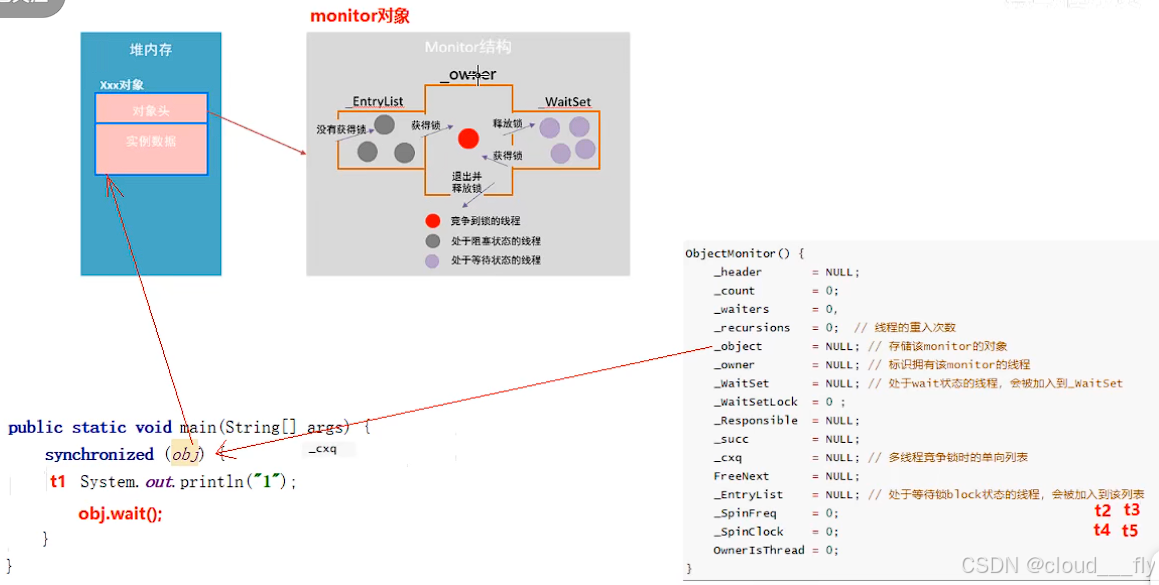 monitor对象
堆内存
Xxx对象
对象头
实例数据
Monitor结构
_owner
_EntryList
_WaitSet
没有获得锁
获得锁
释放锁
获得锁
退出并
释放锁
竞争到锁的线程
处于阻塞状态的线程
处于等待状态的线程
public static void main(String[] args) {
synchronized (obj) {
_cxq
t1 System.out.println("1");
obj.wait();
}
}
ObjectMonitor() {
_header = NULL;
_count = 0;
_waiters = 0,
_recursions = 0; // 线程的重入次数
_object = NULL; // 存储该monitor的对象
_owner = NULL; // 标识拥有该monitor的线程
_WaitSet = NULL; // 处于wait状态的线程，会被加入到_WaitSet
_WaitSetLock = 0 ;
_Responsible = NULL;
_succ = NULL;
_cxq = NULL; // 多线程竞争锁时的单向列表
FreeNext = NULL;
_EntryList = NULL; // 处于等待锁block状态的线程，会被加入到该列表
_SpinFreq = 0;
_SpinClock = 0;
OwnerIsThread = 0;
}
t2 t3
t4 t5
CSDN @cloud___fly